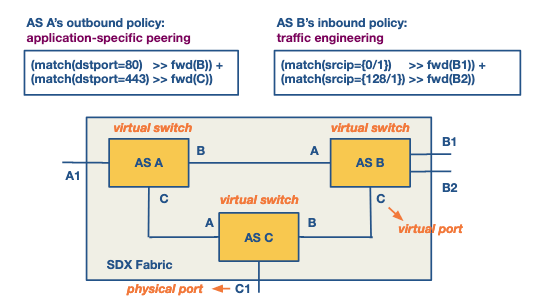 AS A's outbound policy:
application-specific peering
(match(dstport=80) >> fwd(B)) +
(match(dstport=443) >> fwd(C))
AS B's inbound policy:
traffic engineering
(match(srcip={0/1}) >> fwd(B1)) +
(match(srcip={128/1}) >> fwd(B2))
virtual switch
virtual switch
A1
AS A
B
A
AS B
B1
B2
C
virtual switch
C
virtual port
A
AS C
B
SDX Fabric
physical port
C1